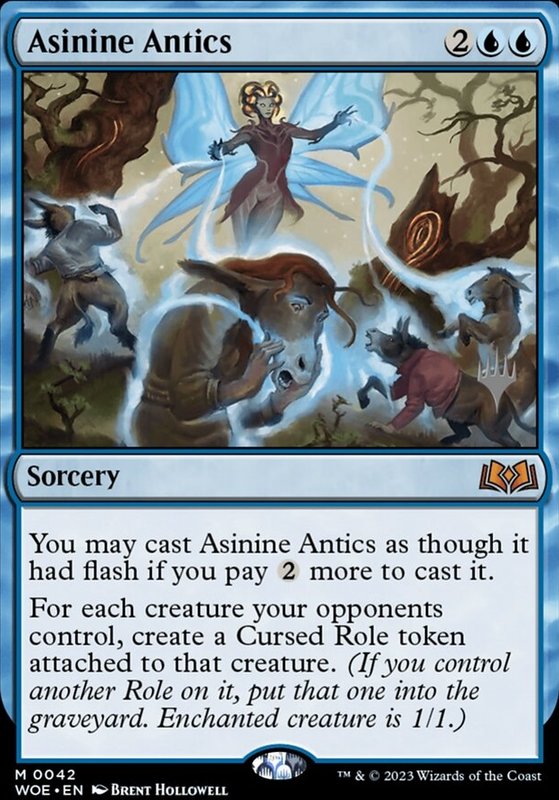 Asinine Antics 2
Sorcery
You may cast Asinine Antics as though it
had flash if you pay 2 more to cast it.
For each creature your opponents
control, create a Cursed Role token
attached to that creature. (If you control
another Role on it, put that one into the
graveyard. Enchanted creature is 1/1.)
M 0042
WOE • EN Brent Hollowell
™ & © 2023 Wizards of the Coast